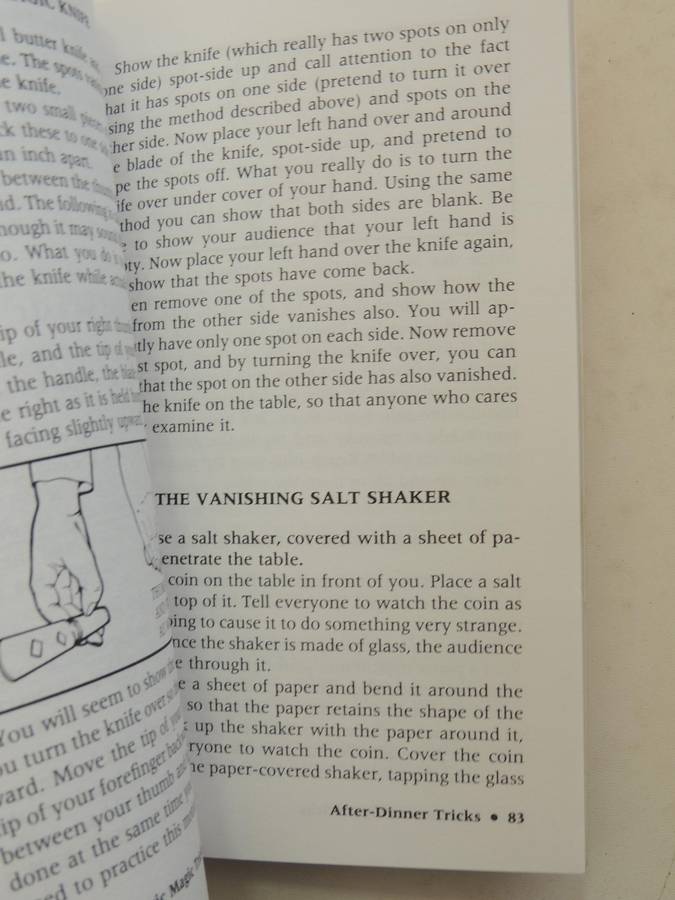 GIC KNIFE
l butter knife
e. The spots
e knife.
two small
ck these to one
an inch apart.
between the
d. The following
hough it may
o. What you do
the knife while
ip of your right
le, and the tip of
the handle, the
e right as it is held
facing slightly
You will seem to show
ou turn the knife over
ward. Move the tip of
ip of your forefinger
between your thumb
done at the same time
ed to practice this
ic Magic
Show the knife (which really has two spots on only
one side) spot-side up and call attention to the fact
hat it has spots on one side (pretend to turn it over
sing the method described above) and spots on the
her side. Now place your left hand over and around
e blade of the knife, spot-side up, and pretend to
pe the spots off. What you really do is to turn the
ife over under cover of your hand. Using the same
thod you can show that both sides are blank. Be
e to show your audience that your left hand is
pty. Now place your left hand over the knife again,
show that the spots have come back.
en remove one of the spots, and show how the
from the other side vanishes also. You will ap-
tly have only one spot on each side. Now remove
st spot, and by turning the knife over, you can
that the spot on the other side has also vanished.
he knife on the table, so that anyone who cares
examine it.
THE VANISHING SALT SHAKER
se a salt shaker, covered with a sheet of pa-
enetrate the table.
coin on the table in front of you. Place a salt
top of it. Tell everyone to watch the coin as
oing to cause it to do something very strange.
nce the shaker is made of glass, the audience
e through it.
e a sheet of paper and bend it around the
so that the paper retains the shape of the
up the shaker with the paper around it,
ryone to watch the coin. Cover the coin
he paper-covered shaker, tapping the glass
After-Dinner Tricks • 83